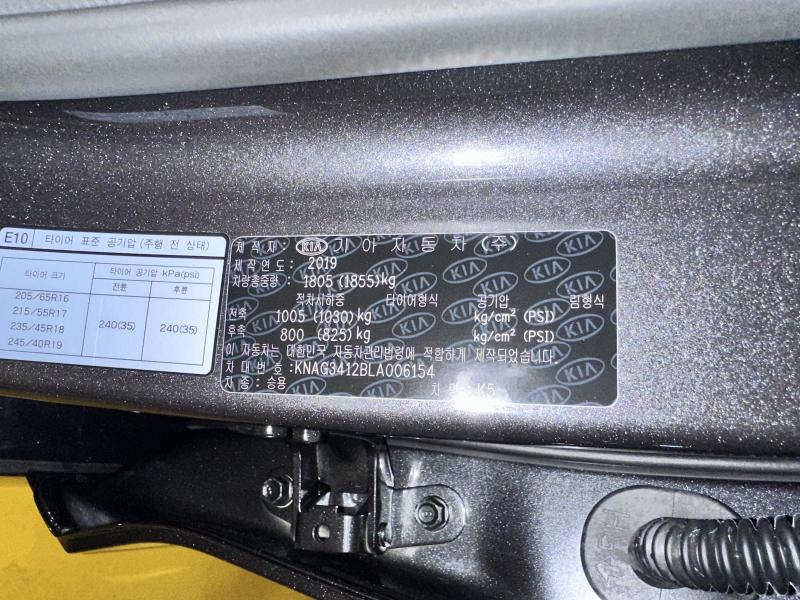 E10 타이어 표준 공기압 (주행 전 상태)
타이어 크기 타이어 공기압 kPa(psi)
전륜 후륜
205/65R16
215/55R17
235/45R18
245/40R19
240(35) 240(35)
제 작 자 : KIA 기아자동차(주)
제작연도 : 2019
차량총중량 : 1805 (1855)kg
적차시하중 타이어형식 공기압 림형식
전축 1005 (1030) kg kg/cm² (PSI)
후축 800 (825) kg kg/cm² (PSI)
이 자동차는 대한민국 자동차관리법령에 적합하게 제작되었습니다.
차 대 번 호 : KNAG3412BLA006154
차 종 : 승용 차 명 : K5